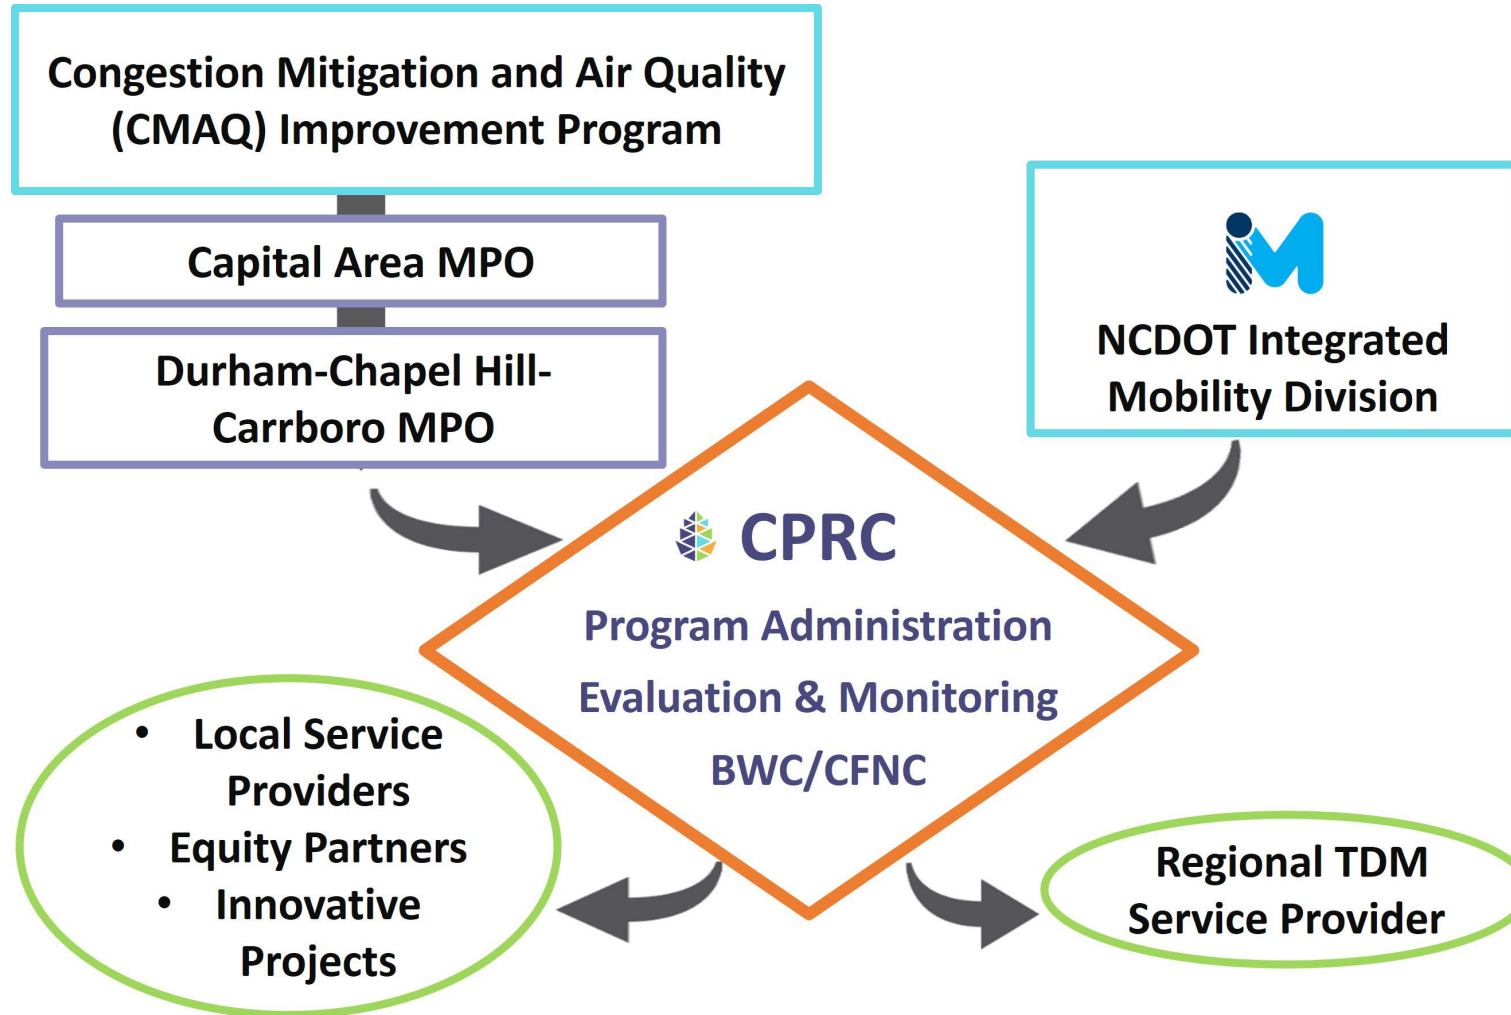 Congestion Mitigation and Air Quality
(CMAQ) Improvement Program
Capital Area MPO
Durham-Chapel Hill-
Carrboro MPO
NCDOT Integrated
Mobility Division
CPRC
Program Administration
Evaluation & Monitoring
BWC/CFNC
• Local Service
Providers
• Equity Partners
• Innovative
Projects
Regional TDM
Service Provider